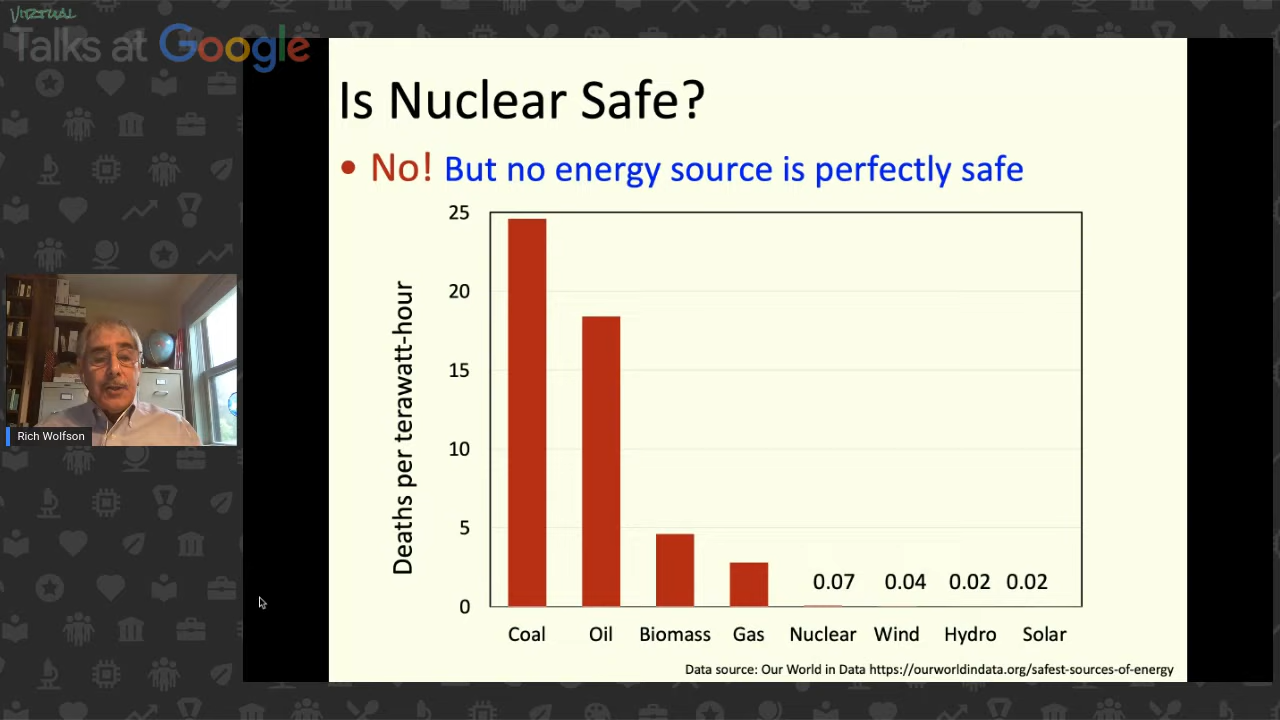 VIRTUAL
Talks at Google
Is Nuclear Safe?
• No! But no energy source is perfectly safe
25
20
15
10
5
0
Deaths per terawatt-hour
0.07 0.04 0.02 0.02
Coal Oil Biomass Gas Nuclear Wind Hydro Solar
Data source: Our World in Data https://ourworldindata.org/safest-sources-of-energy
Rich Wolfson